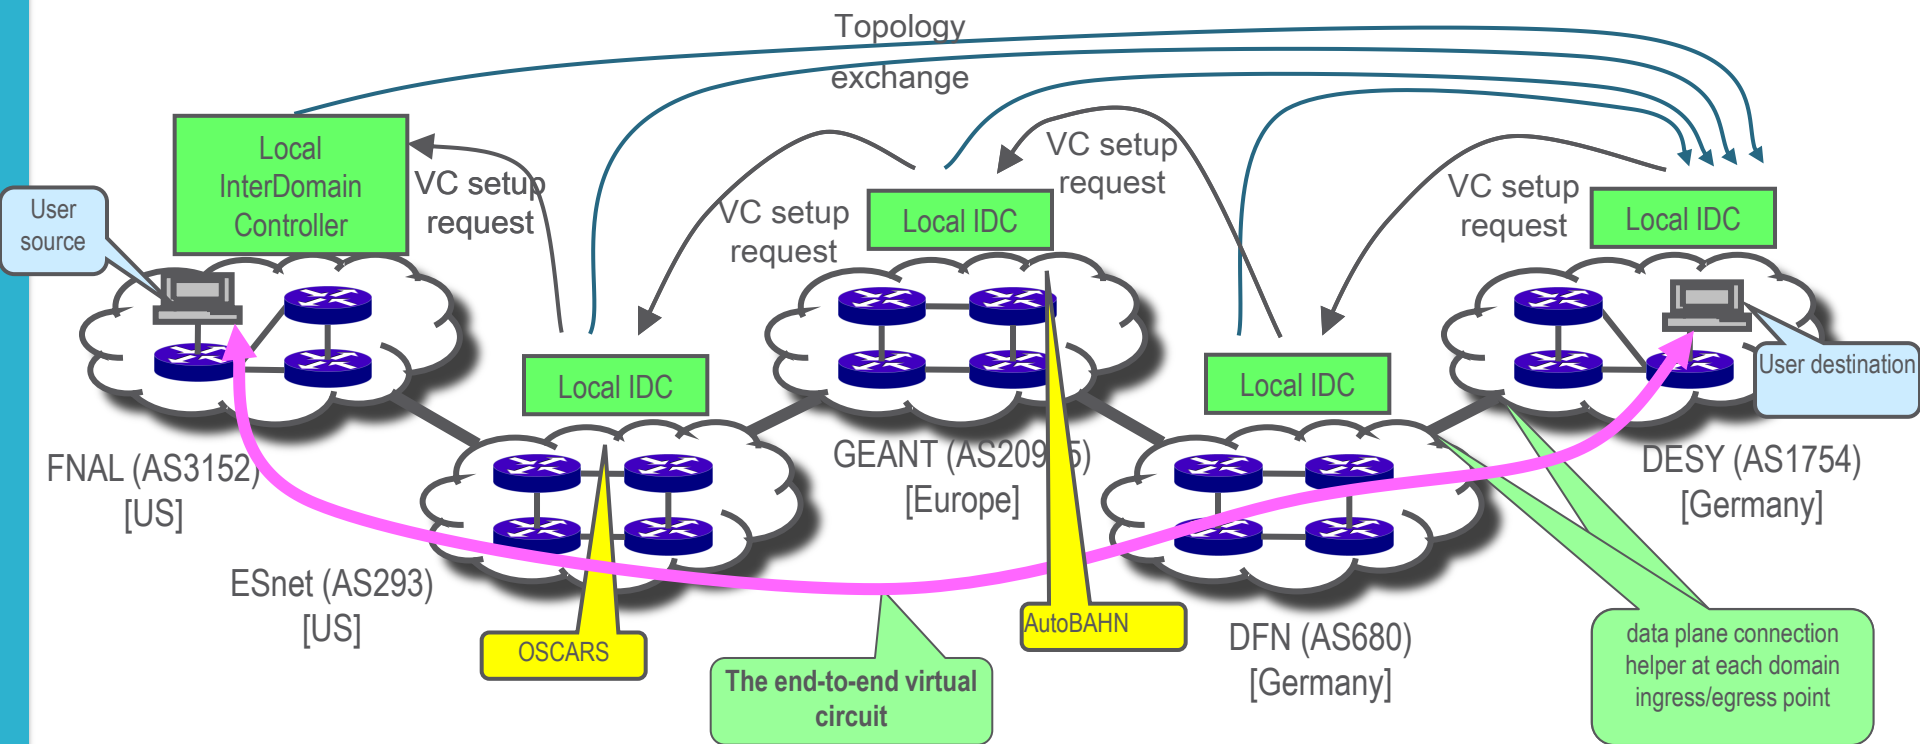 Topology
exchange
Local
InterDomain
Controller
VC setup
request
VC setup
request
VC setup
request
VC setup
request
User
source
Local IDC
Local IDC
Local IDC
Local IDC
User destination
FNAL (AS3152)
[US]
ESnet (AS293)
[US]
GEANT (AS209 5)
[Europe]
DFN (AS680)
[Germany]
DESY (AS1754)
[Germany]
OSCARS
AutoBAHN
The end-to-end virtual
circuit
data plane connection
helper at each domain
ingress/egress point